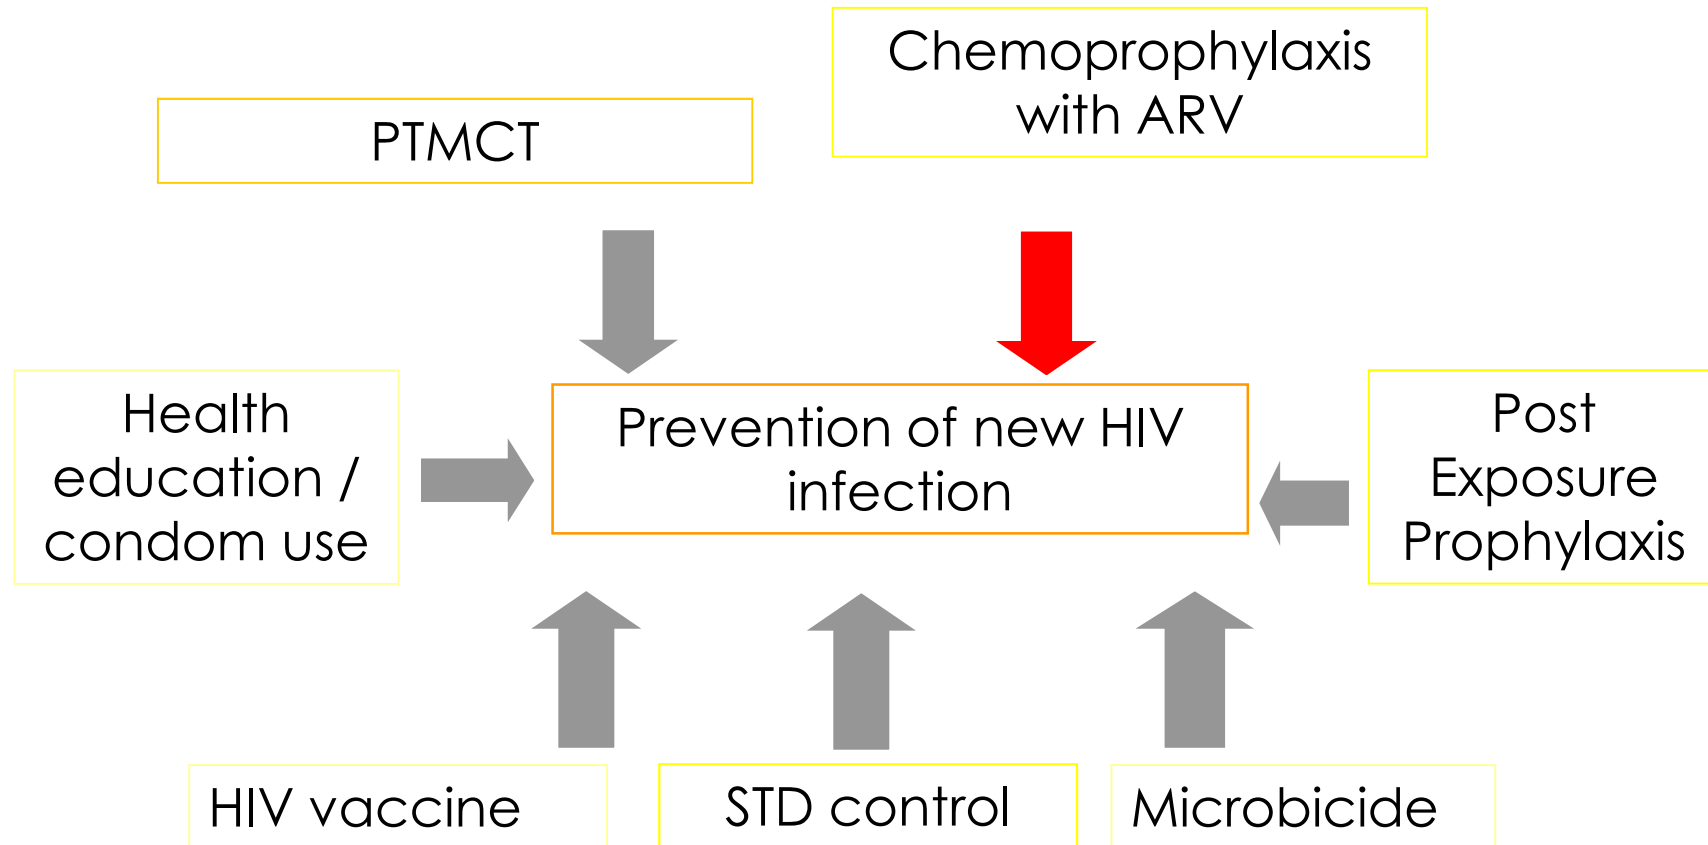 Chemoprophylaxis
with ARV
PTMCT
Health
education /
condom use
Prevention of new HIV
infection
Post
Exposure
Prophylaxis
HIV vaccine
STD control
Microbicide